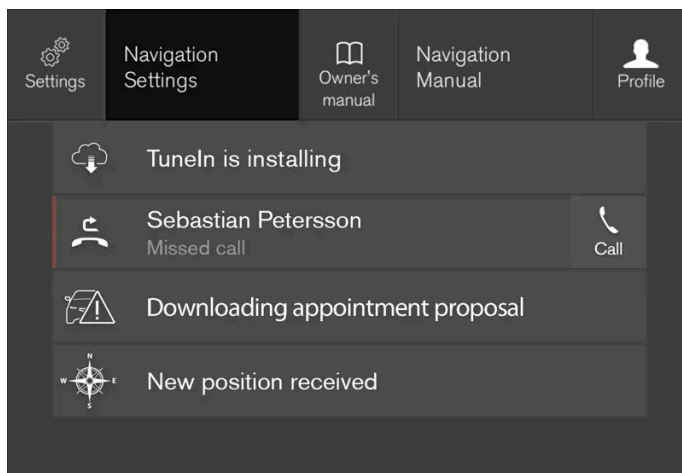 Settings
Navigation
Settings
Owner's
manual
Navigation
Manual
Profile
TuneIn is installing
Sebastian Petersson
Missed call
Call
Downloading appointment proposal
N
W
E
S
New position received